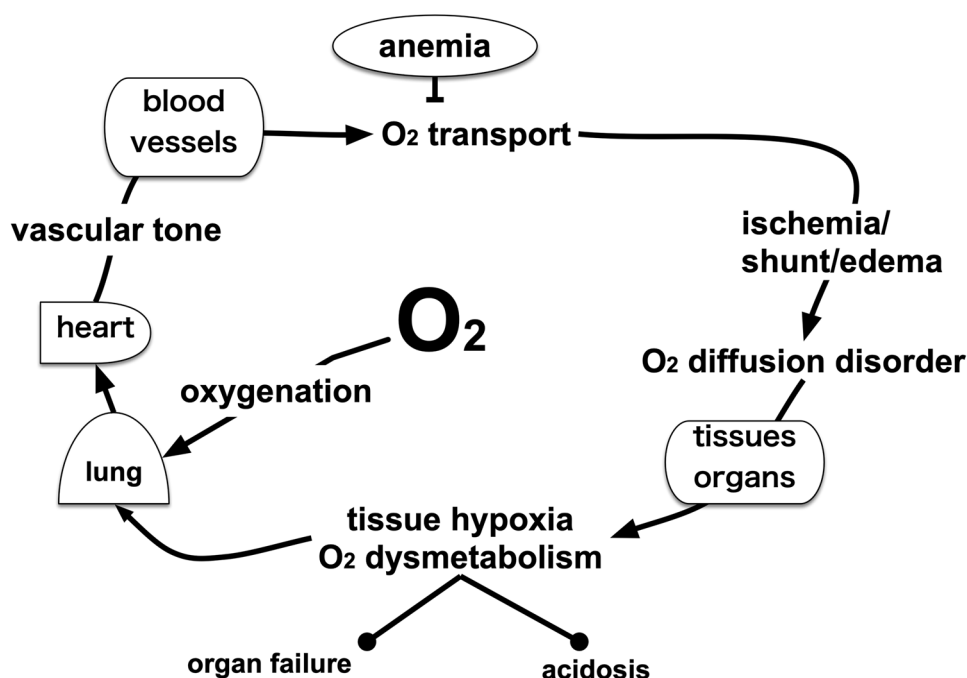 anemia
blood
vessels
O₂ transport
vascular tone
ischemia/
shunt/edema
heart
O₂
O₂ diffusion disorder
oxygenation
tissues
organs
lung
tissue hypoxia
O₂ dysmetabolism
organ failure
acidosis